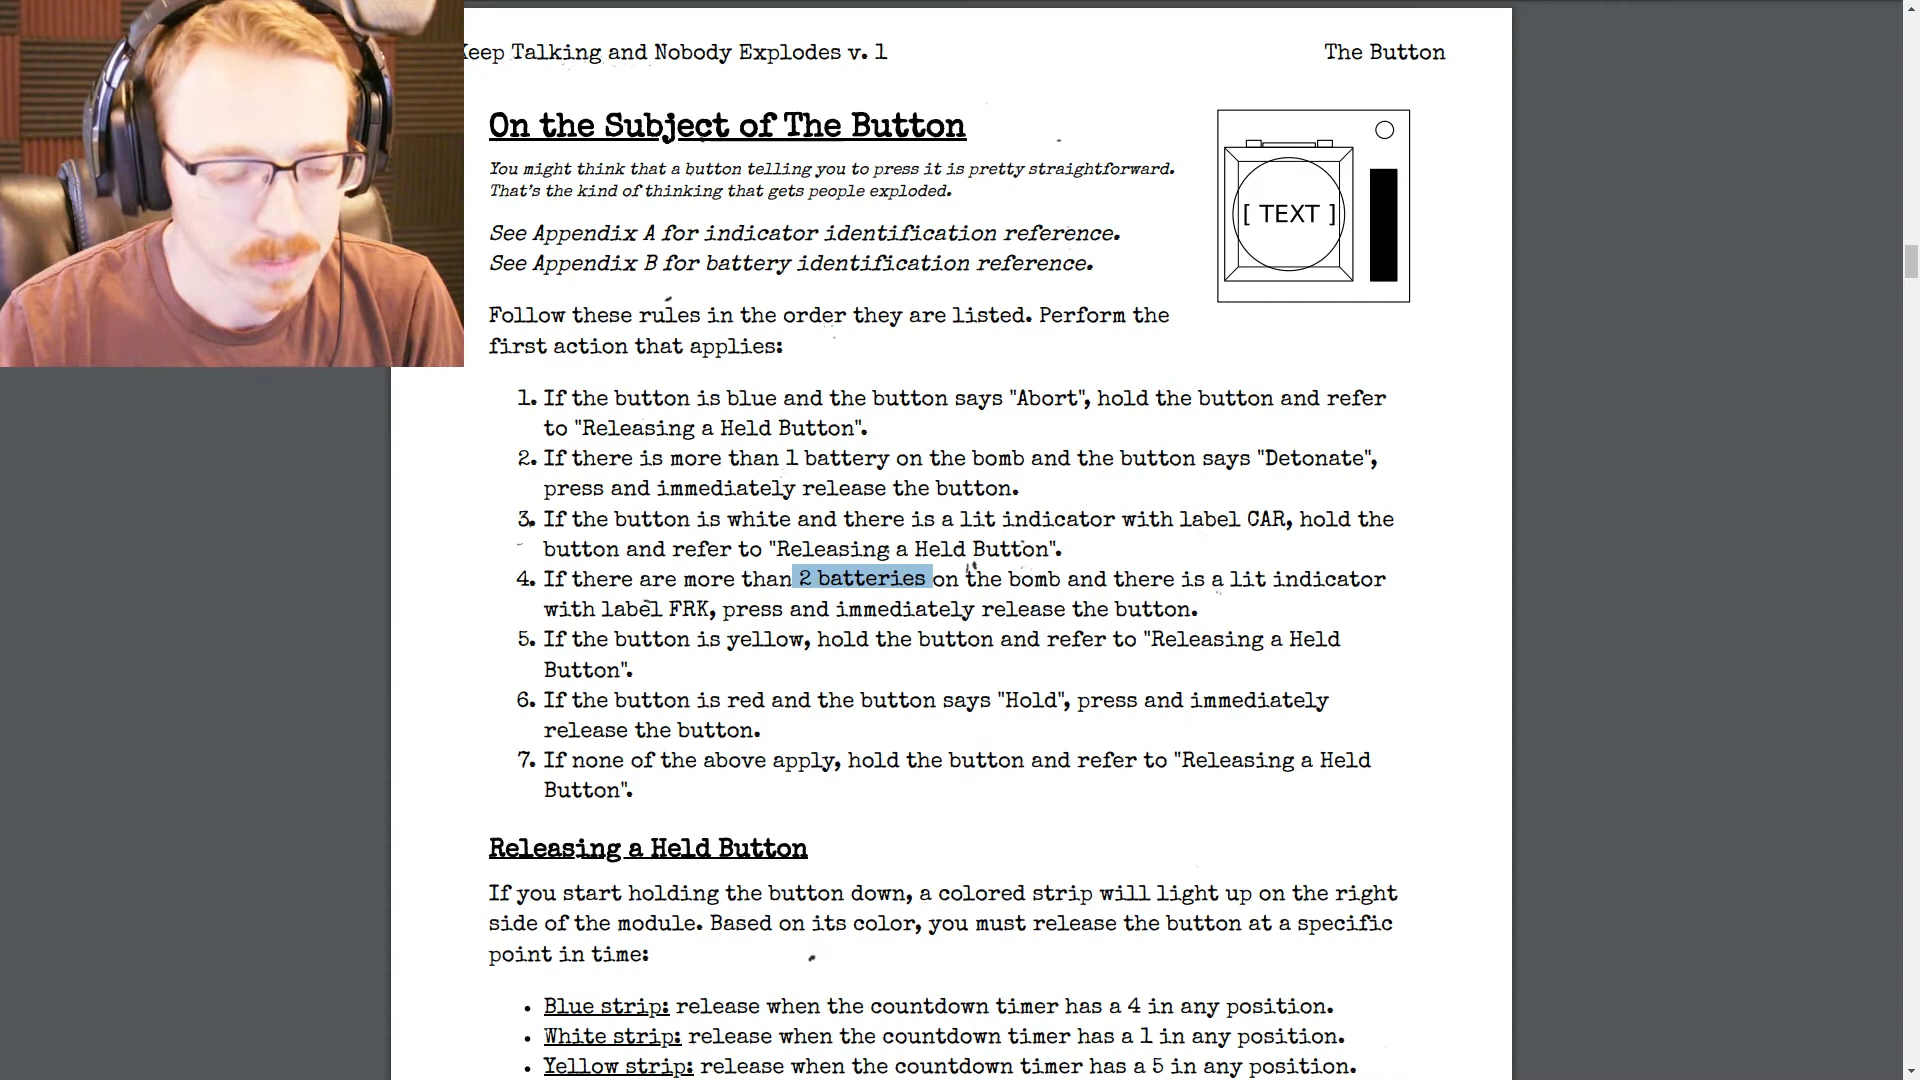 Keep Talking and Nobody Explodes v. 1
The Button
On the Subject of The Button
You might think that a button telling you to press it is pretty straightforward.
That's the kind of thinking that gets people exploded.
See Appendix A for indicator identification reference.
See Appendix B for battery identification reference.
[ TEXT ]
Follow these rules in the order they are listed. Perform the
first action that applies:
1. If the button is blue and the button says "Abort", hold the button and refer
to "Releasing a Held Button".
2. If there is more than 1 battery on the bomb and the button says "Detonate",
press and immediately release the button.
3. If the button is white and there is a lit indicator with label CAR, hold the
button and refer to "Releasing a Held Button".
4. If there are more than 2 batteries on the bomb and there is a lit indicator
with label FRK, press and immediately release the button.
5. If the button is yellow, hold the button and refer to "Releasing a Held
Button".
6. If the button is red and the button says "Hold", press and immediately
release the button.
7. If none of the above apply, hold the button and refer to "Releasing a Held
Button".
Releasing a Held Button
If you start holding the button down, a colored strip will light up on the right
side of the module. Based on its color, you must release the button at a specific
point in time:
• Blue strip: release when the countdown timer has a 4 in any position.
• White strip: release when the countdown timer has a 1 in any position.
• Yellow strip: release when the countdown timer has a 5 in any position.